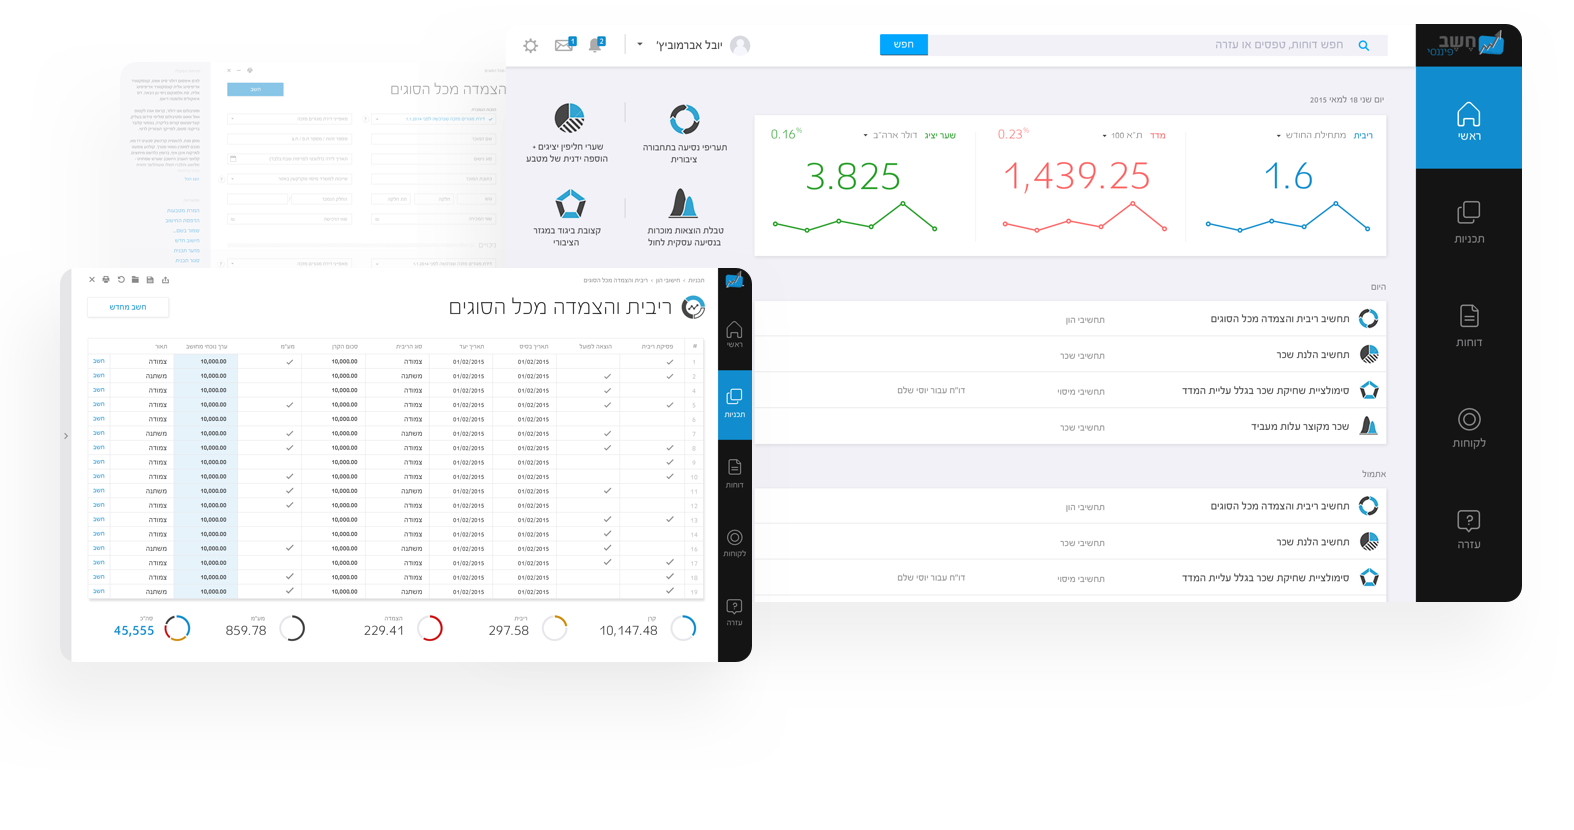 חשב
פיננסי
חפש דוחות, טפסים או עזרה
חפש
יובל אברמוביץ'
2
1
ראשי
תכניות
דוחות
לקוחות
עזרה
יום שני 18 למאי 2015
ריבית מתחילת החודש
1.6
מדד ת"א 100 0.23%
1,439.25
שער יציג דולר ארה"ב 0.16%
3.825
תעריפי נסיעה בתחבורה
ציבורית
שערי חליפין יציגים +
הוספה ידנית של מטבע
טבלת הוצאות מוכרות
בנסיעה עסקית לחול
קצובת ביגוד במגזר
הציבורי
היום
תחשיב ריבית והצמדה מכל הסוגים תחשיבי הון
תחשיב הלנת שכר תחשיבי שכר
סימולציית שחיקת שכר בגלל עליית המדד תחשיבי מיסוי דו"ח עבור יוסי שלם
שכר מקוצר עלות מעביד תחשיבי שכר
אתמול
תחשיב ריבית והצמדה מכל הסוגים תחשיבי הון
תחשיב הלנת שכר תחשיבי שכר
סימולציית שחיקת שכר בגלל עליית המדד תחשיבי מיסוי דו"ח עבור יוסי שלם
הצמדה מכל הסוגים
חשב
ראשי
תכניות
דוחות
לקוחות
עזרה
תכניות > חישובי הון > ריבית והצמדה מכל הסוגים
ריבית והצמדה מכל הסוגים
חשב מחדש
# פסיקת ריבית הוצאה לפועל תאריך בסיס תאריך יעד סוג הריבית סכום הקרן מע"מ ערך נוכחי מחושב תאור
1 01/02/2015 01/02/2015 צמודה 10,000.00 10,000.00 צמודה חשב
2 01/02/2015 01/02/2015 משתנה 10,000.00 10,000.00 משתנה חשב
4 01/02/2015 01/02/2015 צמודה 10,000.00 10,000.00 צמודה חשב
5 01/02/2015 01/02/2015 צמודה 10,000.00 10,000.00 צמודה חשב
6 01/02/2015 01/02/2015 צמודה 10,000.00 10,000.00 צמודה חשב
7 01/02/2015 01/02/2015 משתנה 10,000.00 10,000.00 משתנה חשב
8 01/02/2015 01/02/2015 צמודה 10,000.00 10,000.00 צמודה חשב
9 01/02/2015 01/02/2015 צמודה 10,000.00 10,000.00 צמודה חשב
10 01/02/2015 01/02/2015 צמודה 10,000.00 10,000.00 צמודה חשב
11 01/02/2015 01/02/2015 משתנה 10,000.00 10,000.00 משתנה חשב
12 01/02/2015 01/02/2015 צמודה 10,000.00 10,000.00 צמודה חשב
13 01/02/2015 01/02/2015 צמודה 10,000.00 10,000.00 צמודה חשב
14 01/02/2015 01/02/2015 צמודה 10,000.00 10,000.00 צמודה חשב
16 01/02/2015 01/02/2015 משתנה 10,000.00 10,000.00 משתנה חשב
17 01/02/2015 01/02/2015 צמודה 10,000.00 10,000.00 צמודה חשב
18 01/02/2015 01/02/2015 צמודה 10,000.00 10,000.00 צמודה חשב
19 01/02/2015 01/02/2015 משתנה 10,000.00 10,000.00 משתנה חשב
קרן
10,147.48
ריבית
297.58
הצמדה
229.41
מע"מ
859.78
סה"כ
45,555